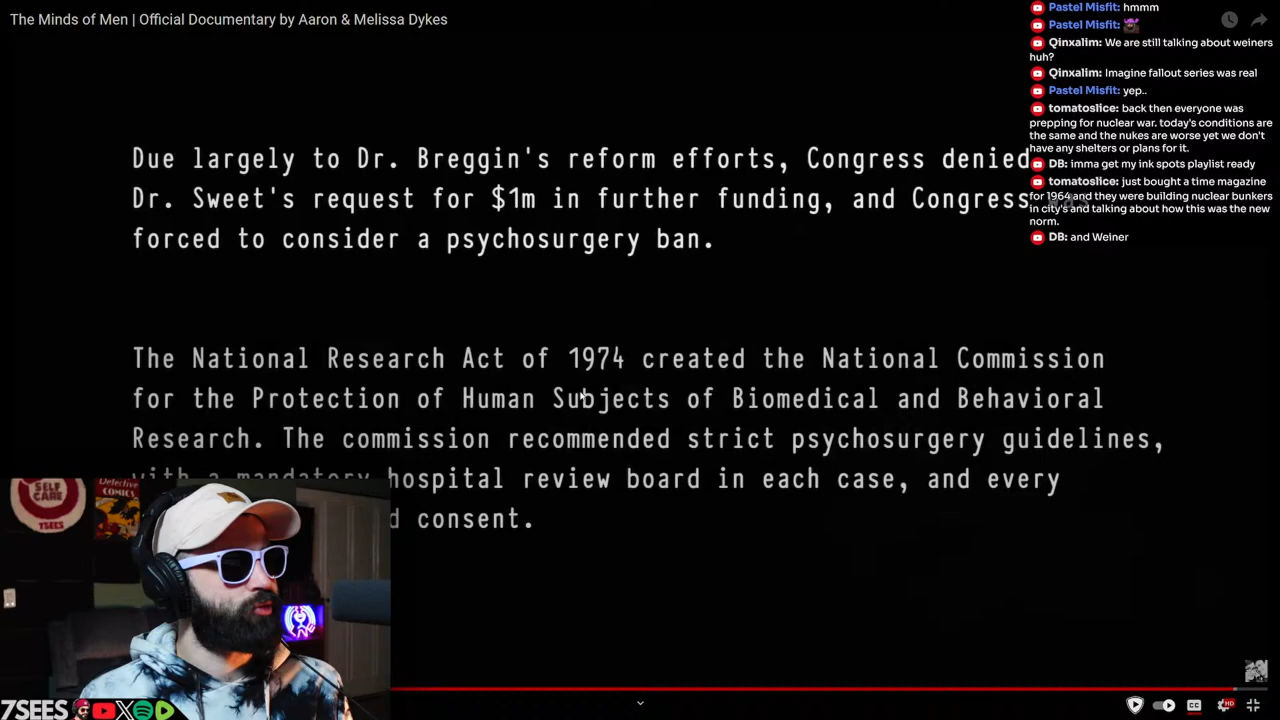 The Minds of Men | Official Documentary by Aaron & Melissa Dykes
Due largely to Dr. Breggin's reform efforts, Congress denied
Dr. Sweet's request for $1m in further funding, and Congress
forced to consider a psychosurgery ban.
The National Research Act of 1974 created the National Commission
for the Protection of Human Subjects of Biomedical and Behavioral
Research. The commission recommended strict psychosurgery guidelines,
with a mandatory hospital review board in each case, and every
consent.
Pastel Misfit: hmmm
Pastel Misfit:
Qinxalim: We are still talking about weiners
huh?
Qinxalim: Imagine fallout series was real
Pastel Misfit: yep..
tomatoslice: back then everyone was
prepping for nuclear war. today's conditions are
the same and the nukes are worse yet we don't
have any shelters or plans for it.
DB: imma get my ink spots playlist ready
tomatoslice: just bought a time magazine
for 1964 and they were building nuclear bunkers
in city's and talking about how this was the new
norm.
DB: and Weiner
SELF
CARE
7SEES
Detective
COMICS
7SEES
CC
HD